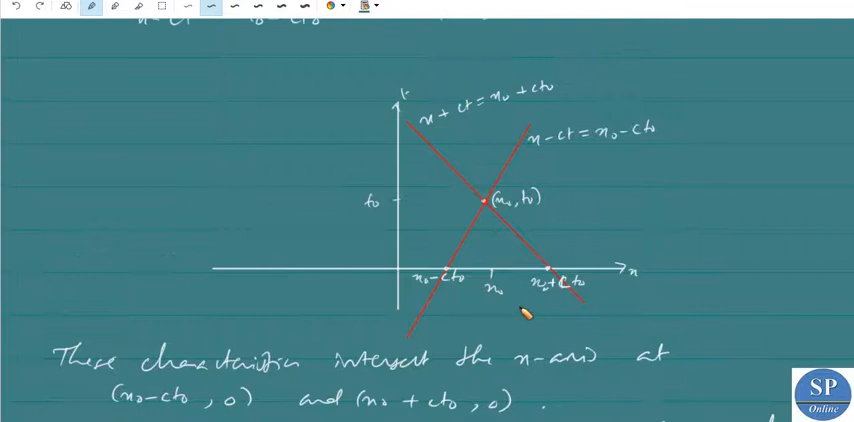 t
x + ct = x₀ + ct₀
x - ct = x₀ - ct₀
t₀
(x₀, t₀)
x₀ - ct₀
x₀
x₀ + ct₀
x
These characteristics intersect the x-axis at
(x₀ - ct₀, 0) and (x₀ + ct₀, 0).
SP
Online